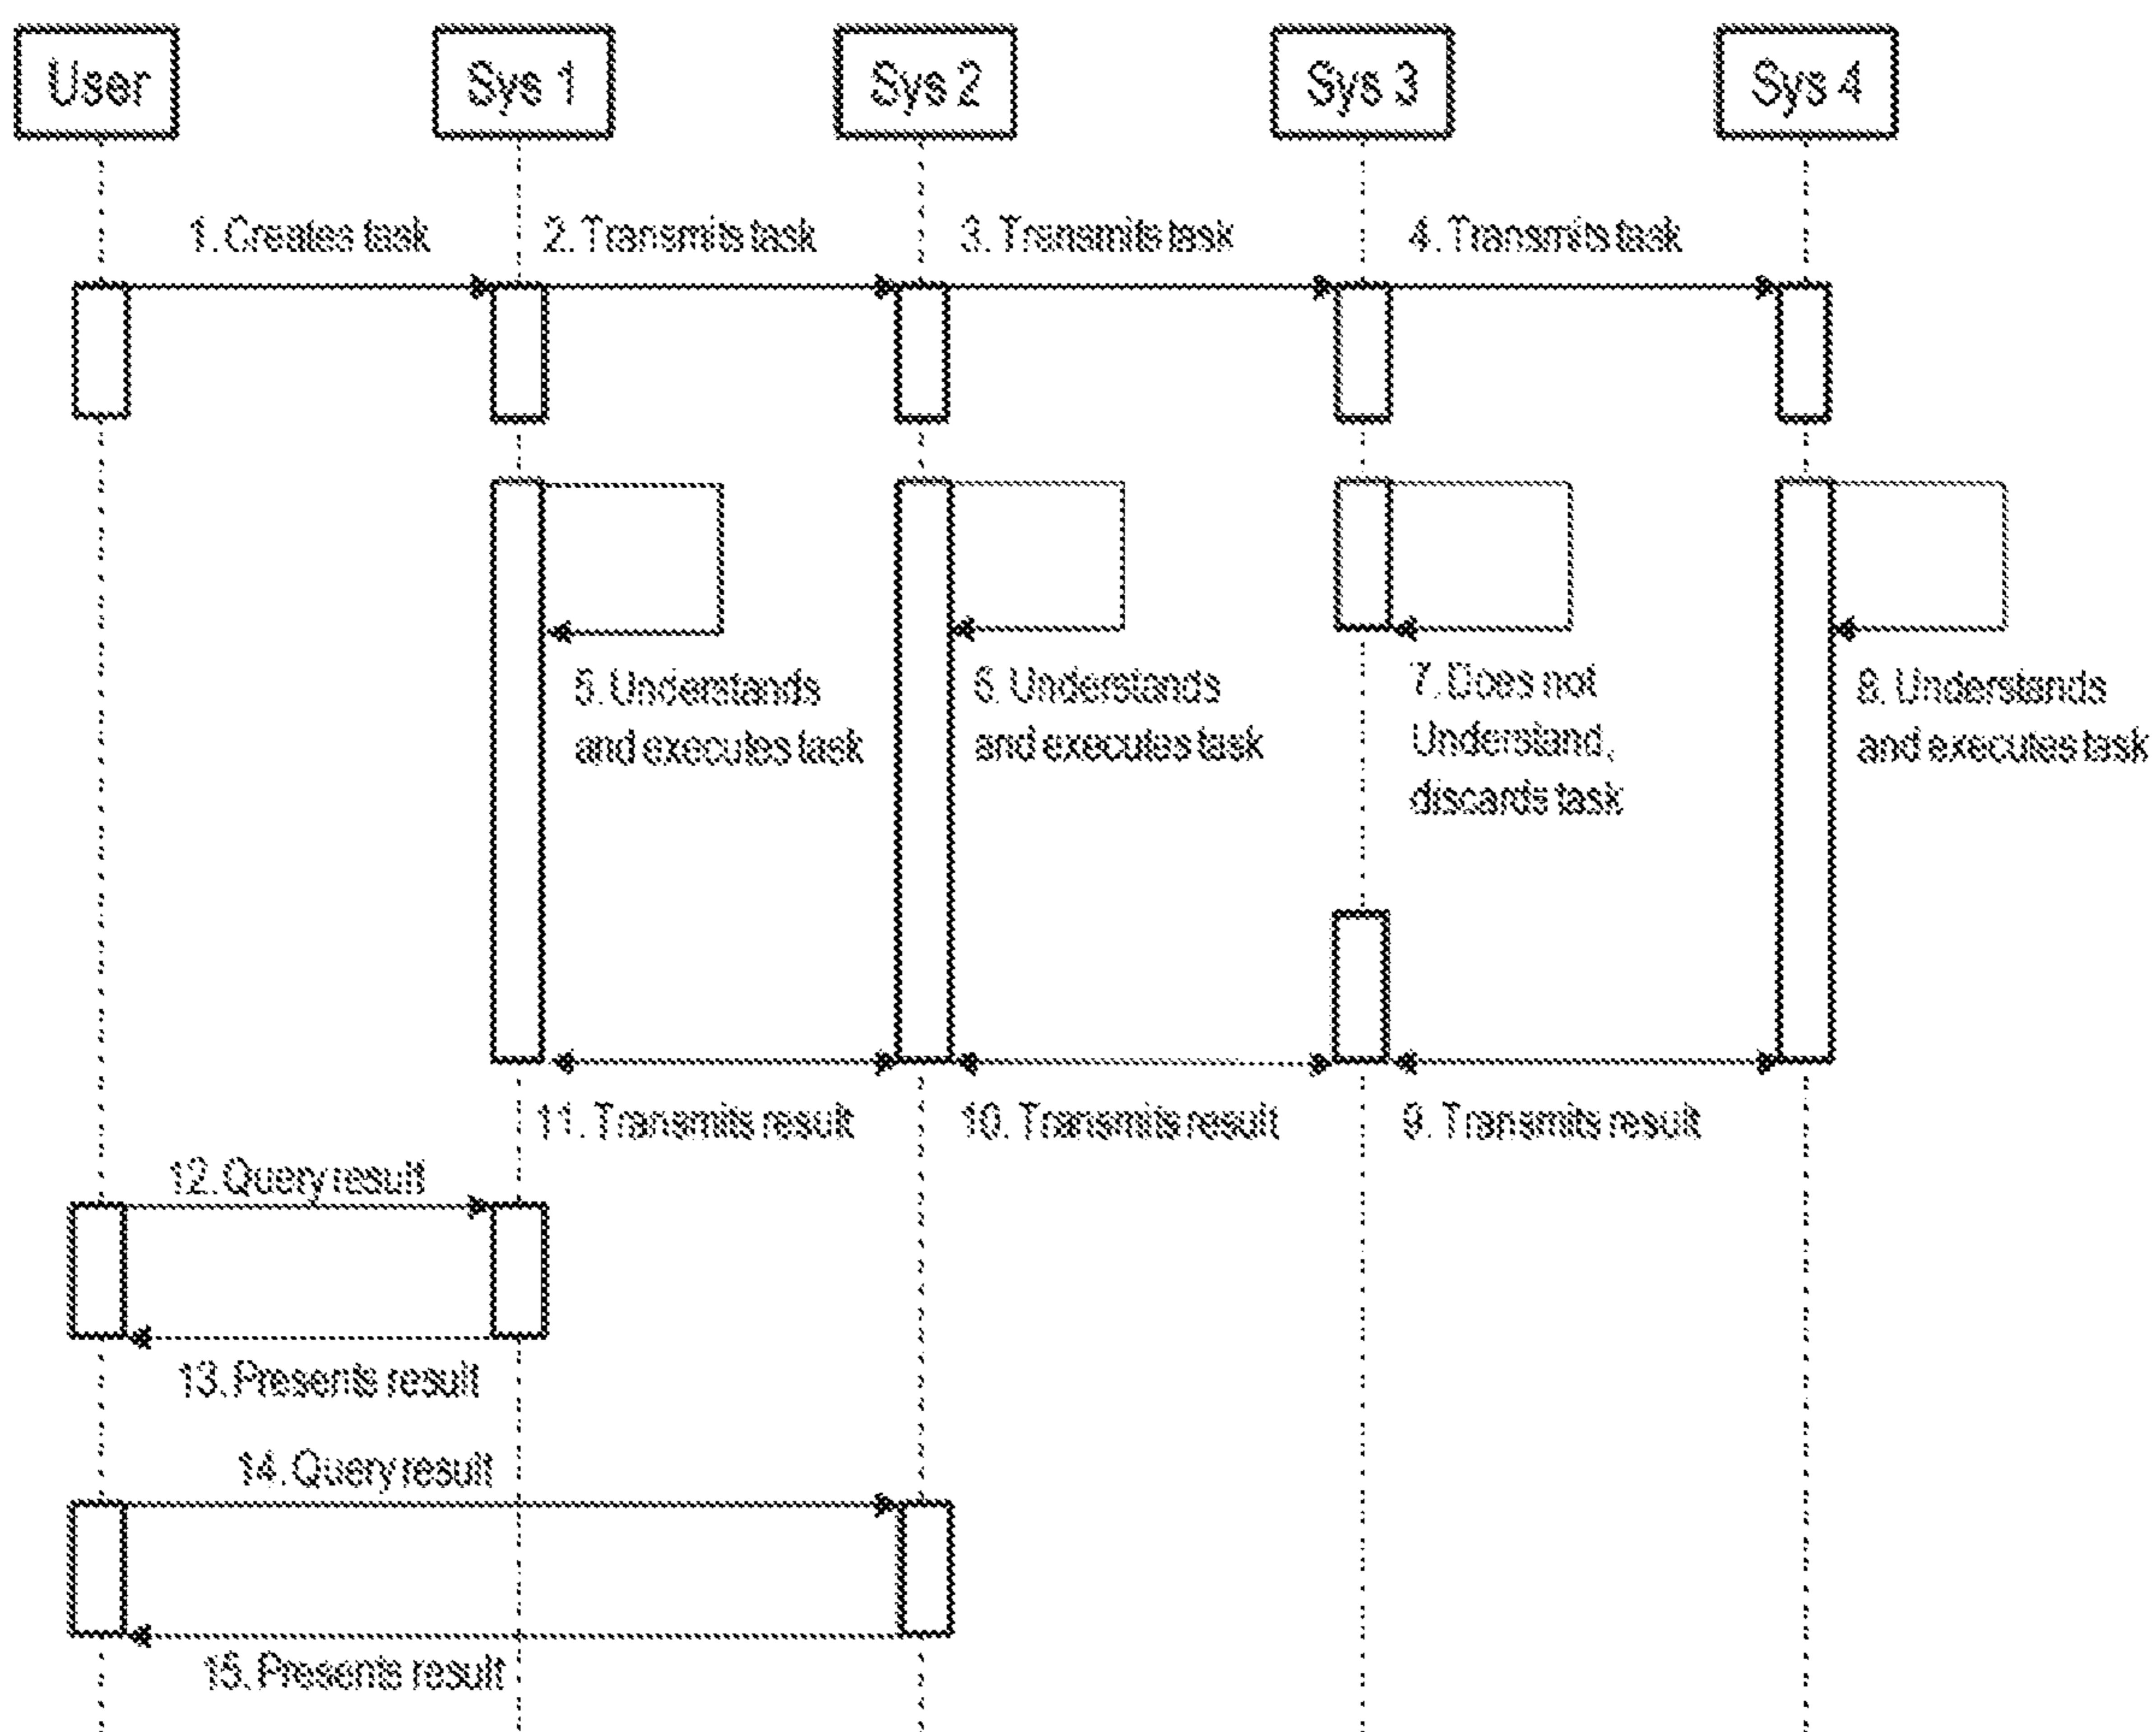 User
Sys 1
Sys 2
Sys 3
Sys 4
1. Creates task
2. Transmits task
3. Transmits task
4. Transmits task
5. Understands
and executes task
6. Understands
and executes task
7. Does not
Understand,
discards task
8. Understands
and executes task
11. Transmits result
10. Transmits result
9. Transmits result
12. Query result
13. Presents result
14. Query result
15. Presents result